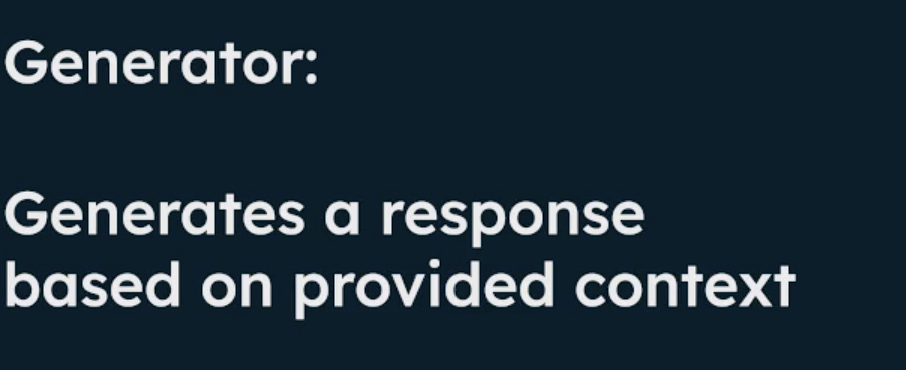 Generator:
Generates a response
based on provided context